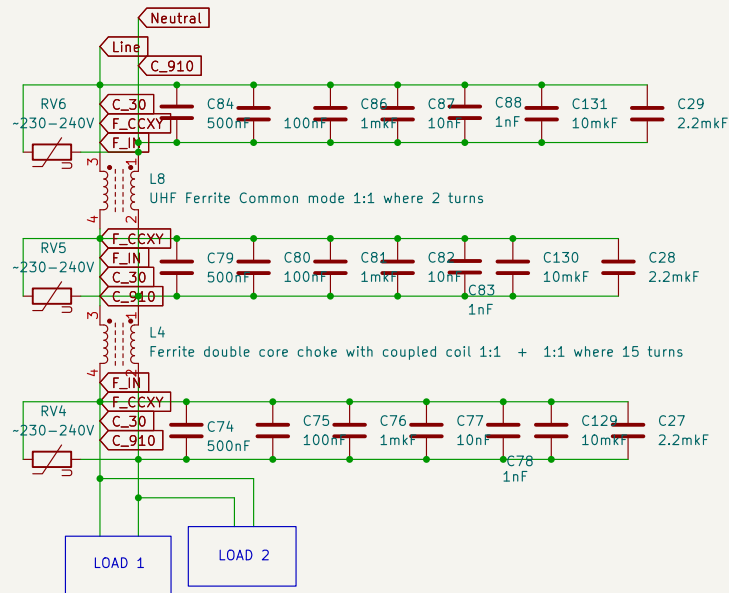 Neutral
Line
C_910
RV6
~230-240V
U
C_30
F_CCXY
F_IN
C84
500nF
100nF
C86
1mkF
C87
10nF
C88
1nF
C131
10mkF
C29
2.2mkF
3
1
4
2
L8
UHF Ferrite Common mode 1:1 where 2 turns
RV5
~230-240V
U
F_CCXY
F_IN
C_30
C_910
C79
500nF
C80
100nF
C81
1mkF
C82
10nF
C83
1nF
C130
10mkF
C28
2.2mkF
3
1
4
2
L4
Ferrite double core choke with coupled coil 1:1 + 1:1 where 15 turns
RV4
~230-240V
U
F_IN
F_CCXY
C_30
C_910
C74
500nF
C75
100nF
C76
1mkF
C77
10nF
C78
1nF
C129
10mkF
C27
2.2mkF
LOAD 1
LOAD 2